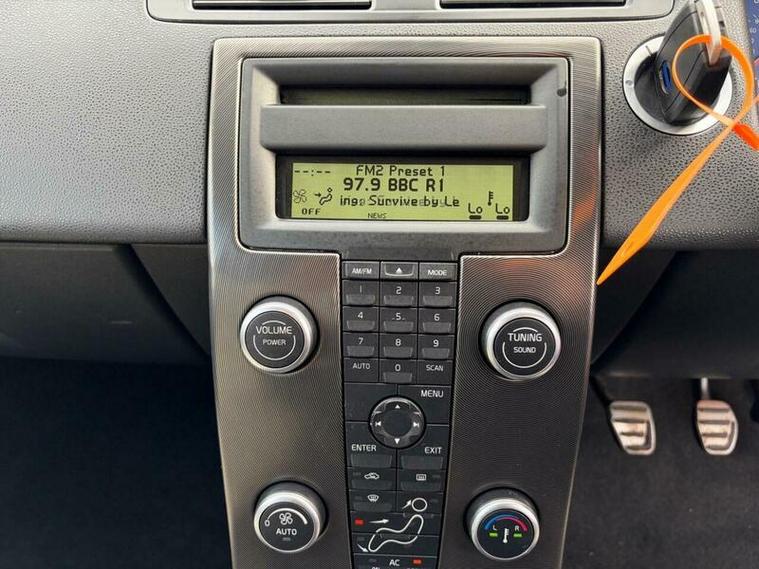 --:-- FM2 Preset 1
97.9 BBC R1
ing: Survive by Le
OFF
Lo Lo
NEWS
AM/FM MODE
1 2 3
4 5 6
7 8 9
AUTO 0 SCAN
VOLUME
POWER
TUNING
SOUND
MENU
ENTER EXIT
0
AUTO
L R
AC